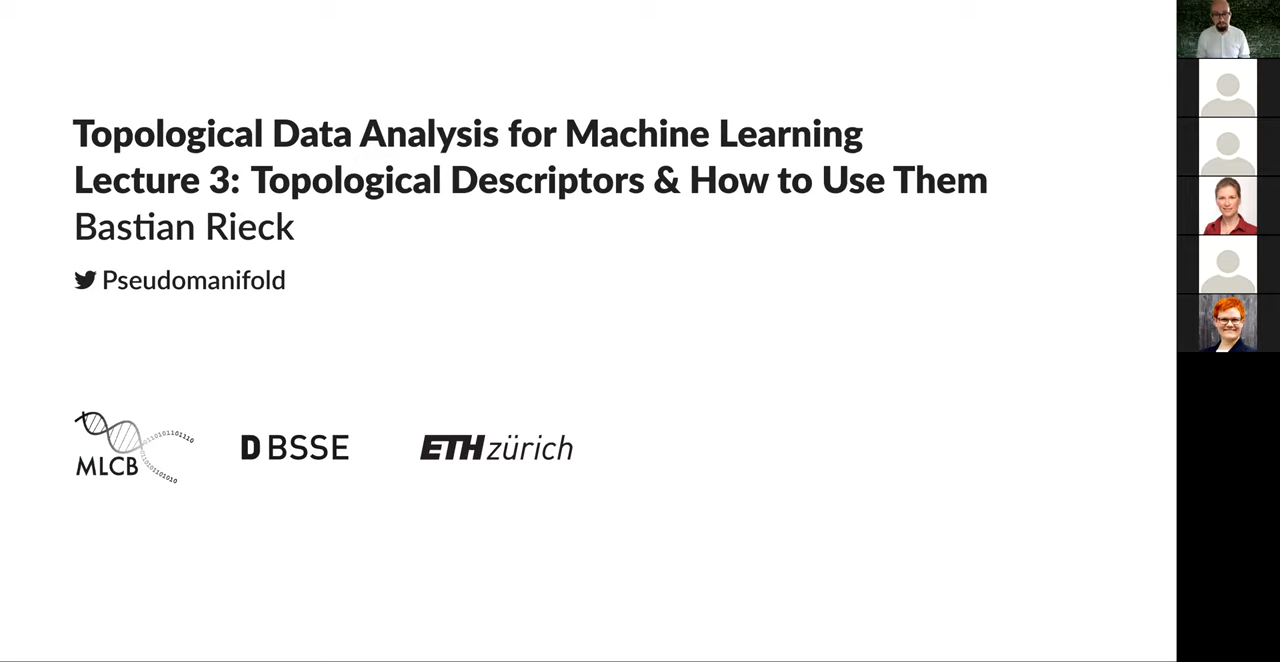 Topological Data Analysis for Machine Learning
Lecture 3: Topological Descriptors & How to Use Them
Bastian Rieck
Pseudomanifold
MLCB
DBSSE
ETH zürich